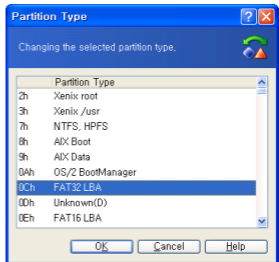 Partition Type
Changing the selected partition type.
Partition Type
2h Xenix root
3h Xenix /usr
7h NTFS, HPFS
8h AIX Boot
9h AIX Data
0Ah OS/2 BootManager
0Ch FAT32 LBA
0Dh Unknown(D)
0Eh FAT16 LBA
OK Cancel Help